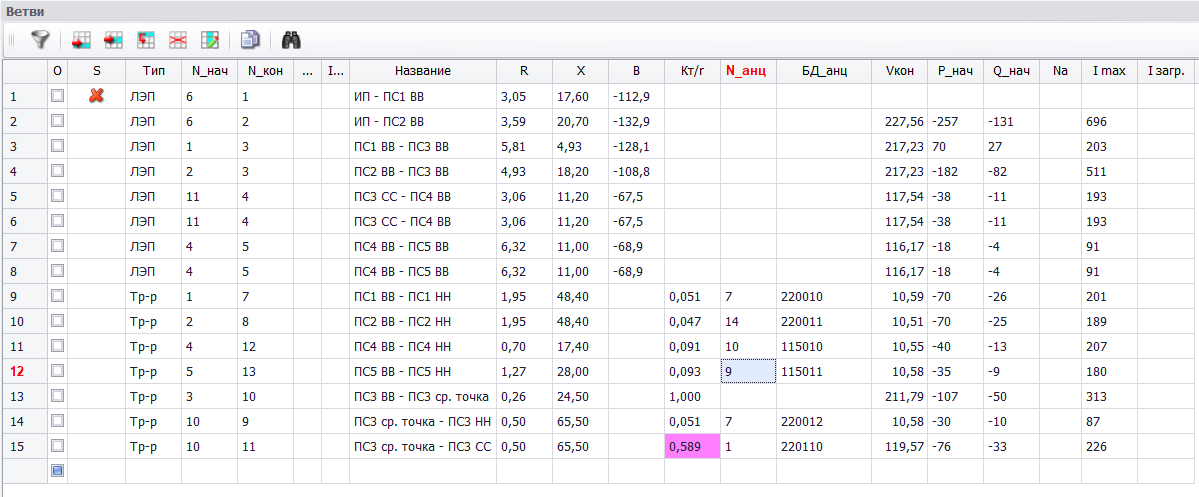 Ветви
O S Тип N_нач N_кон ... I... Название R X B Кт/r N_анц БД_анц Vкон P_нач Q_нач Na I max I загр.
1 ЛЭП 6 1 ИП - ПС1 ВВ 3,05 17,60 -112,9
2 ЛЭП 6 2 ИП - ПС2 ВВ 3,59 20,70 -132,9 227,56 -257 -131 696
3 ЛЭП 1 3 ПС1 ВВ - ПС3 ВВ 5,81 4,93 -128,1 217,23 70 27 203
4 ЛЭП 2 3 ПС2 ВВ - ПС3 ВВ 4,93 18,20 -108,8 217,23 -182 -82 511
5 ЛЭП 11 4 ПС3 СС - ПС4 ВВ 3,06 11,20 -67,5 117,54 -38 -11 193
6 ЛЭП 11 4 ПС3 СС - ПС4 ВВ 3,06 11,20 -67,5 117,54 -38 -11 193
7 ЛЭП 4 5 ПС4 ВВ - ПС5 ВВ 6,32 11,00 -68,9 116,17 -18 -4 91
8 ЛЭП 4 5 ПС4 ВВ - ПС5 ВВ 6,32 11,00 -68,9 116,17 -18 -4 91
9 Тр-р 1 7 ПС1 ВВ - ПС1 НН 1,95 48,40 0,051 7 220010 10,59 -70 -26 201
10 Тр-р 2 8 ПС2 ВВ - ПС2 НН 1,95 48,40 0,047 14 220011 10,51 -70 -25 189
11 Тр-р 4 12 ПС4 ВВ - ПС4 НН 0,70 17,40 0,091 10 115010 10,55 -40 -13 207
12 Тр-р 5 13 ПС5 ВВ - ПС5 НН 1,27 28,00 0,093 9 115011 10,58 -35 -9 180
13 Тр-р 3 10 ПС3 ВВ - ПС3 ср. точка 0,26 24,50 1,000 211,79 -107 -50 313
14 Тр-р 10 9 ПС3 ср. точка - ПС3 НН 0,50 65,50 0,051 7 220012 10,58 -30 -10 87
15 Тр-р 10 11 ПС3 ср. точка - ПС3 СС 0,50 65,50 0,589 1 220110 119,57 -76 -33 226